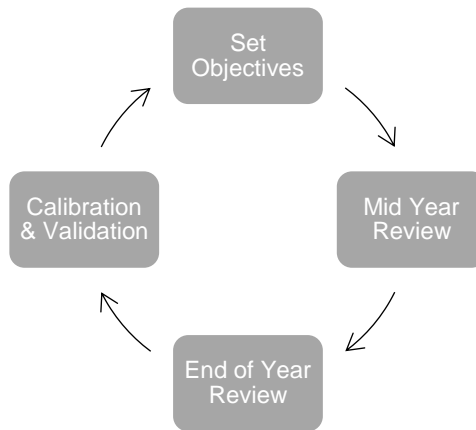 Set
Objectives
Mid Year
Review
End of Year
Review
Calibration
& Validation